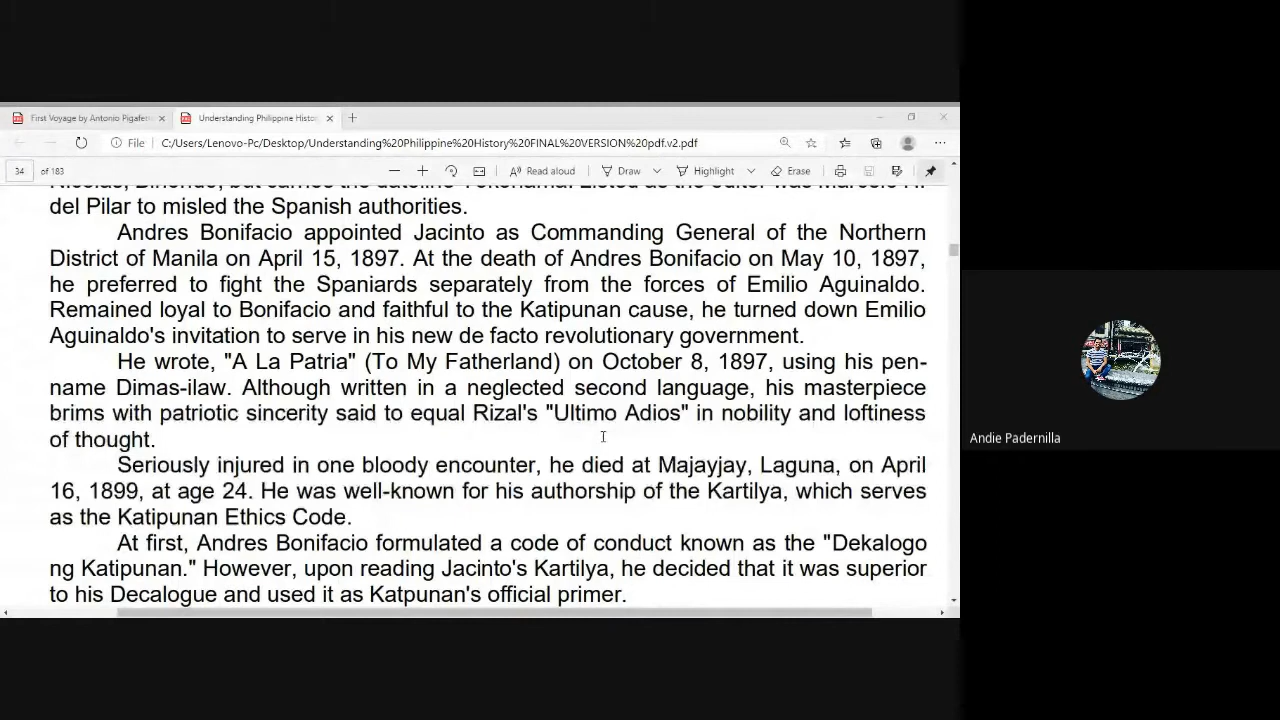 First Voyage by Antonio Pigafe
Understanding Philippine Histo
File
C:/Users/Lenovo-Pc/Desktop/Understanding%20Philippine%20History%20FINAL%20VERSION%20pdf.v2.pdf
34 of 183
Read aloud
Draw
Highlight
Erase
del Pilar to misled the Spanish authorities.
Andres Bonifacio appointed Jacinto as Commanding General of the Northern
District of Manila on April 15, 1897. At the death of Andres Bonifacio on May 10, 1897,
he preferred to fight the Spaniards separately from the forces of Emilio Aguinaldo.
Remained loyal to Bonifacio and faithful to the Katipunan cause, he turned down Emilio
Aguinaldo's invitation to serve in his new de facto revolutionary government.
He wrote, "A La Patria" (To My Fatherland) on October 8, 1897, using his pen-
name Dimas-ilaw. Although written in a neglected second language, his masterpiece
brims with patriotic sincerity said to equal Rizal's "Ultimo Adios" in nobility and loftiness
of thought.
Seriously injured in one bloody encounter, he died at Majayjay, Laguna, on April
16, 1899, at age 24. He was well-known for his authorship of the Kartilya, which serves
as the Katipunan Ethics Code.
At first, Andres Bonifacio formulated a code of conduct known as the "Dekalogo
ng Katipunan." However, upon reading Jacinto's Kartilya, he decided that it was superior
to his Decalogue and used it as Katpunan's official primer.
Andie Padernilla